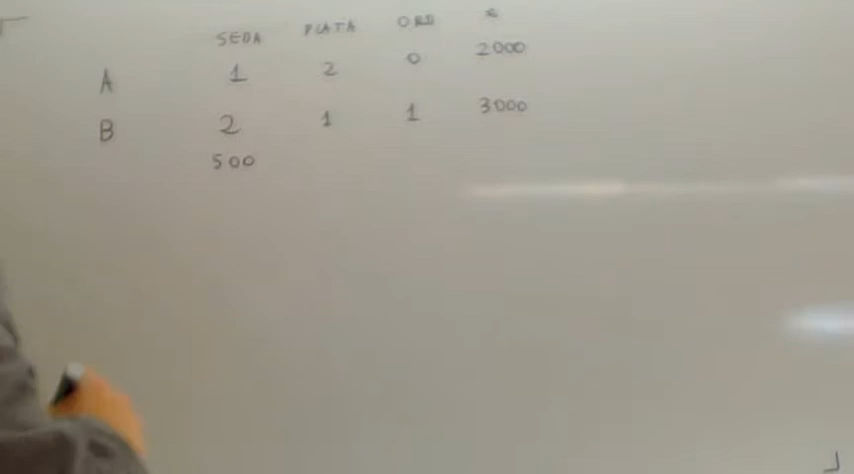 SEDA PLATA ORO €
A 1 2 0 2000
B 2 1 1 3000
500